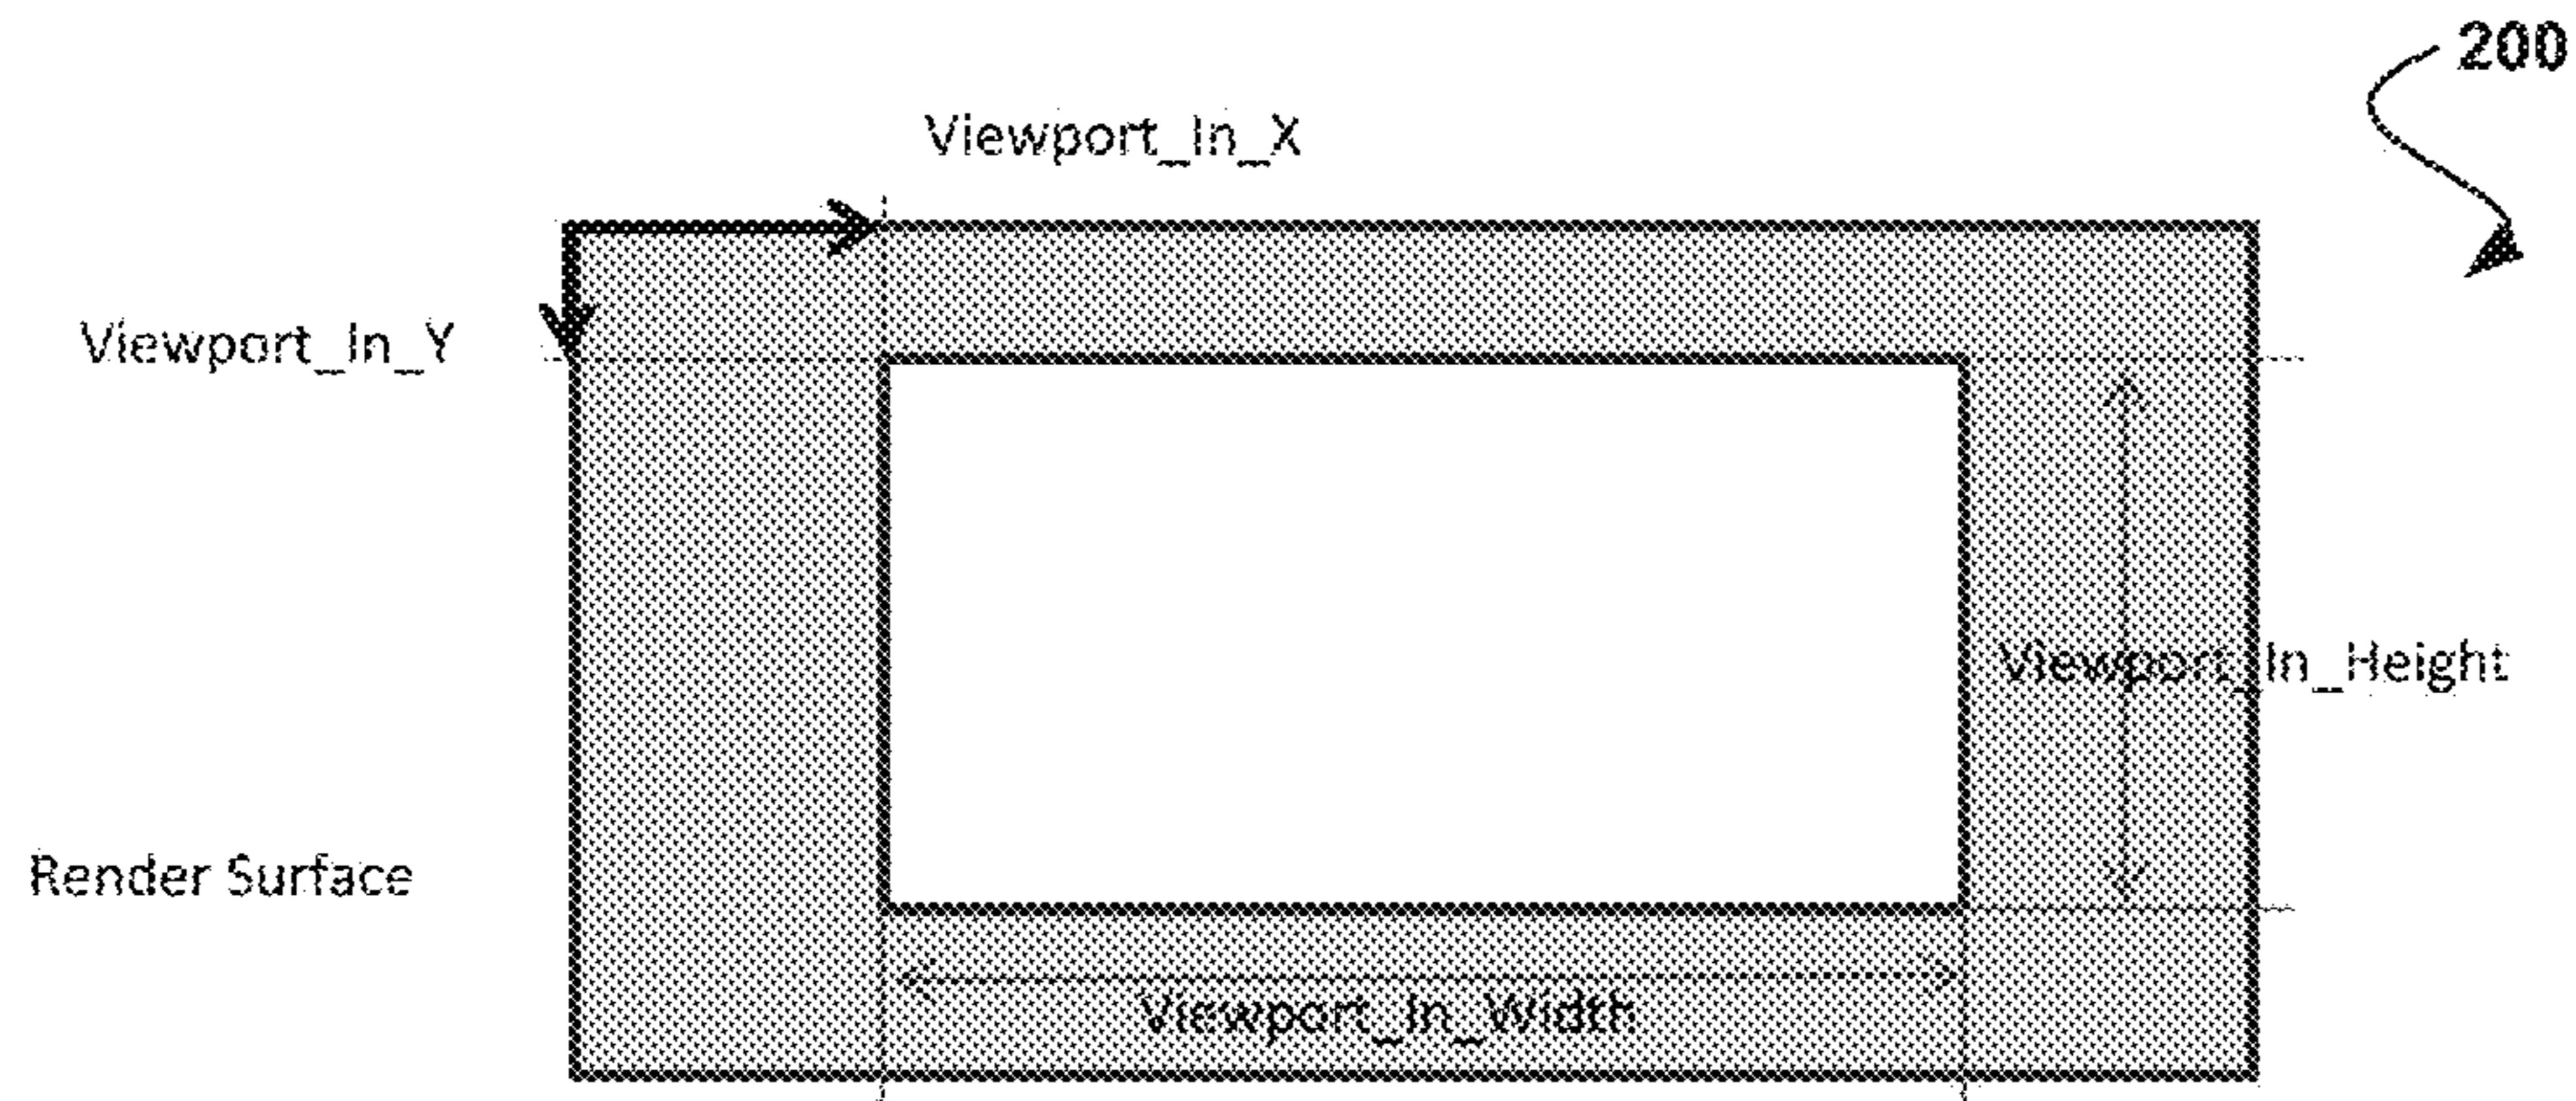 200
Viewport_In_X
Viewport_In_Y
Viewport_In_Height
Render Surface
Viewport_In_Width